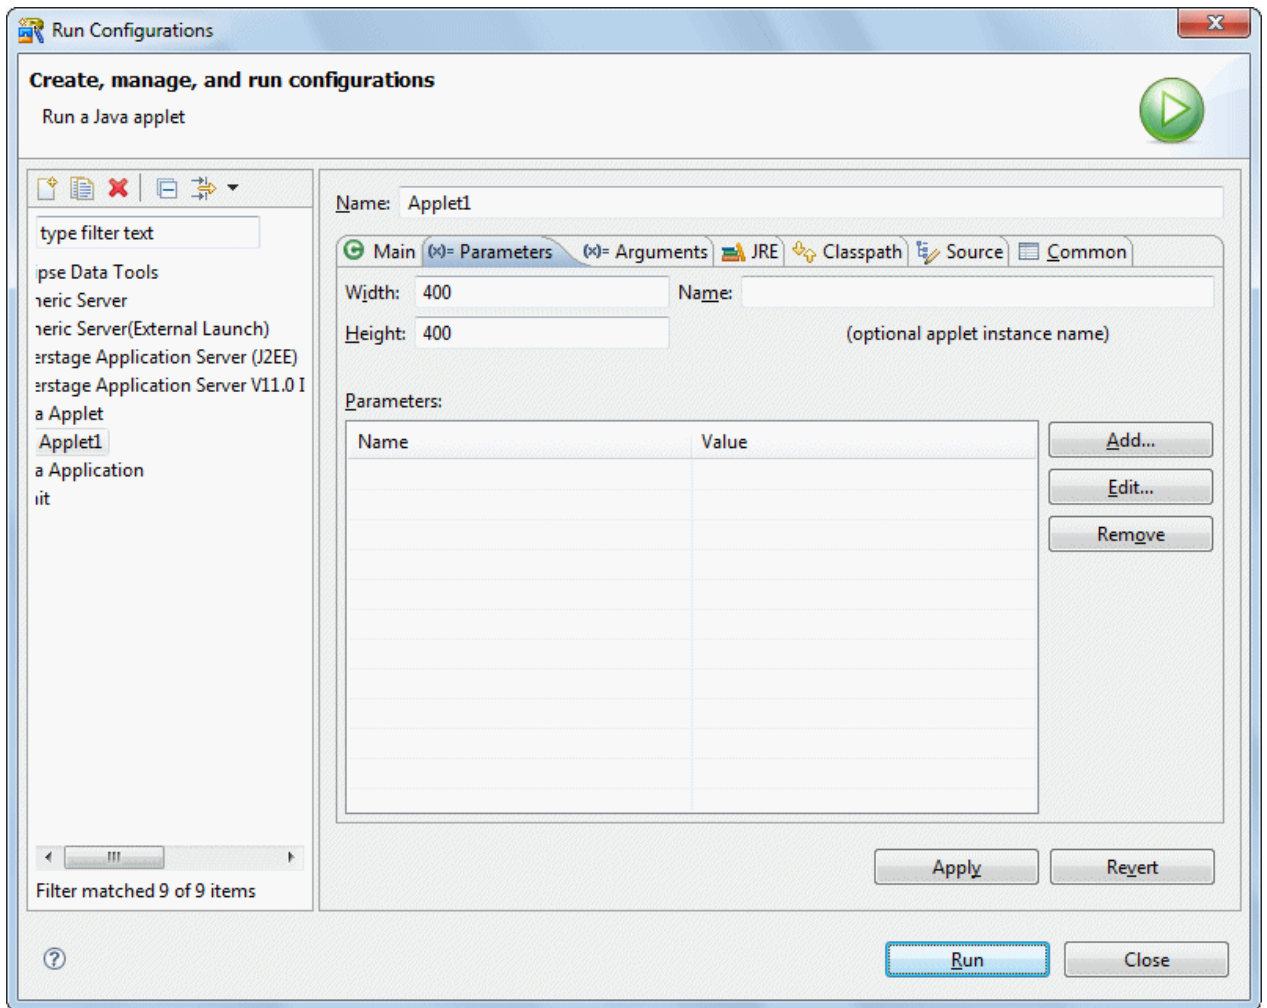 Run Configurations
Create, manage, and run configurations
Run a Java applet
type filter text
ipse Data Tools
neric Server
neric Server(External Launch)
erstage Application Server (J2EE)
erstage Application Server V11.0 I
a Applet
Applet1
a Application
nit
Filter matched 9 of 9 items
Name: Applet1
Main (x)= Parameters (x)= Arguments JRE Classpath Source Common
Width: 400 Name:
Height: 400 (optional applet instance name)
Parameters:
Name Value
Add...
Edit...
Remove
Apply Revert
Run Close